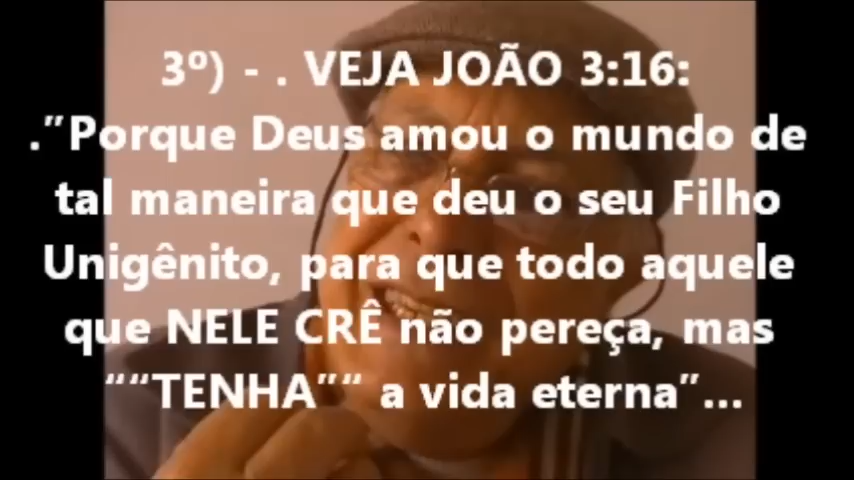 3º) - . VEJA JOÃO 3:16:
.”Porque Deus amou o mundo de
tal maneira que deu o seu Filho
Unigênito, para que todo aquele
que NELE CRÊ não pereça, mas
““TENHA”“ a vida eterna”...